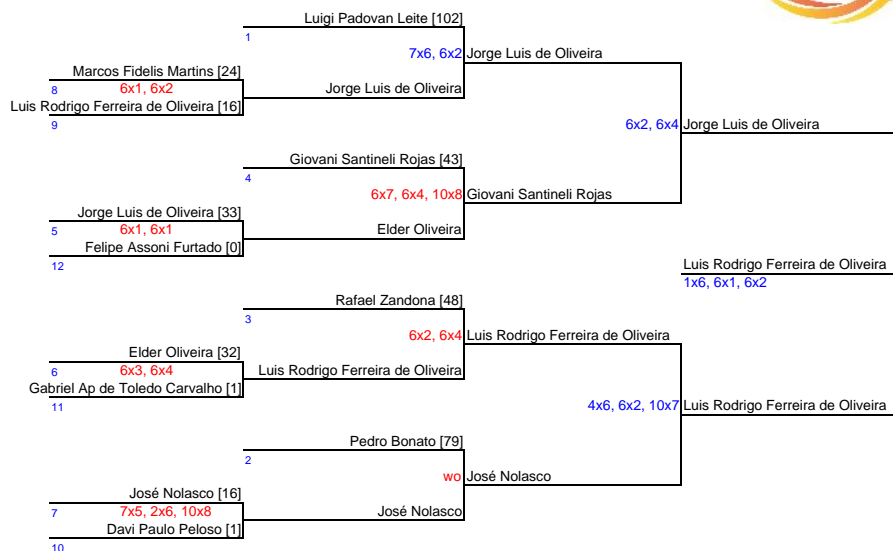 Luigi Padovan Leite [102]
1
7x6, 6x2 Jorge Luis de Oliveira
Marcos Fidelis Martins [24]
8 6x1, 6x2 Jorge Luis de Oliveira
Luis Rodrigo Ferreira de Oliveira [16]
9
6x2, 6x4 Jorge Luis de Oliveira
Giovani Santineli Rojas [43]
4
6x7, 6x4, 10x8 Giovani Santineli Rojas
Jorge Luis de Oliveira [33]
5 6x1, 6x1 Elder Oliveira
Felipe Assoni Furtado [0]
12
Luis Rodrigo Ferreira de Oliveira
1x6, 6x1, 6x2
Rafael Zandona [48]
3
6x2, 6x4 Luis Rodrigo Ferreira de Oliveira
Elder Oliveira [32]
6 6x3, 6x4 Luis Rodrigo Ferreira de Oliveira
Gabriel Ap de Toledo Carvalho [1]
11
4x6, 6x2, 10x7 Luis Rodrigo Ferreira de Oliveira
Pedro Bonato [79]
2
wo José Nolasco
José Nolasco [16]
7 7x5, 2x6, 10x8 José Nolasco
Davi Paulo Peloso [1]
10